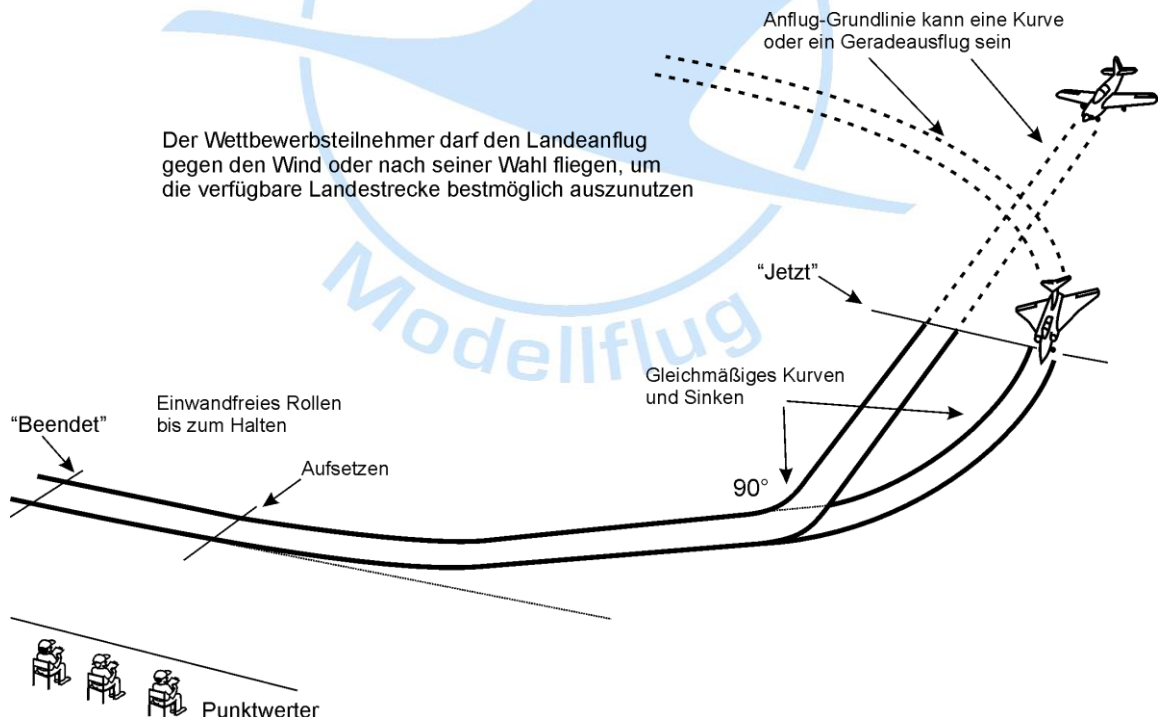 Anflug-Grundlinie kann eine Kurve
oder ein Geradeausflug sein
Der Wettbewerbsteilnehmer darf den Landeanflug
gegen den Wind oder nach seiner Wahl fliegen, um
die verfügbare Landestrecke bestmöglich auszunutzen
“Jetzt”
Modellflug
Gleichmäßiges Kurven
und Sinken
Einwandfreies Rollen
bis zum Halten
“Beendet”
Aufsetzen
90°
Punktwerter